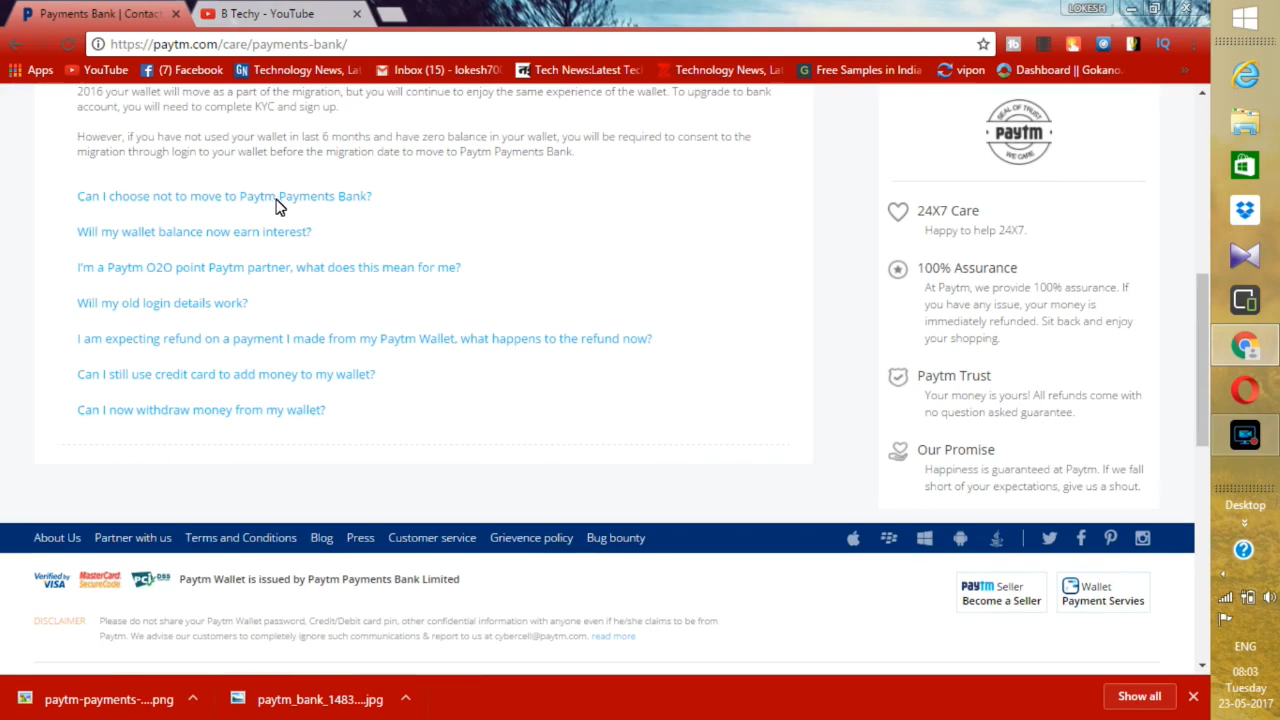 Payments Bank | Contact
B Techy - YouTube
LOKESH
https://paytm.com/care/payments-bank/
IQ
Apps
YouTube
(7) Facebook
GN Technology News, La
Inbox (15) - lokesh70
Tech News:Latest Tec
Technology News, La
G Free Samples in India
vipon
Dashboard || Gokano.
»
2016 your wallet will move as a part of the migration, but you will continue to enjoy the same experience of the wallet. To upgrade to bank
account, you will need to complete KYC and sign up.
However, if you have not used your wallet in last 6 months and have zero balance in your wallet, you will be required to consent to the
migration through login to your wallet before the migration date to move to Paytm Payments Bank.
Can I choose not to move to Paytm Payments Bank?
Will my wallet balance now earn interest?
I'm a Paytm O2O point Paytm partner, what does this mean for me?
Will my old login details work?
I am expecting refund on a payment I made from my Paytm Wallet, what happens to the refund now?
Can I still use credit card to add money to my wallet?
Can I now withdraw money from my wallet?
SEAL OF TRUST
paytm
WE CARE
24X7 Care
Happy to help 24X7.
100% Assurance
At Paytm, we provide 100% assurance. If
you have any issue, your money is
immediately refunded. Sit back and enjoy
your shopping.
Paytm Trust
Your money is yours! All refunds come with
no question asked guarantee.
Our Promise
Happiness is guaranteed at Paytm. If we fall
short of your expectations, give us a shout.
About Us
Partner with us
Terms and Conditions
Blog
Press
Customer service
Grievence policy
Bug bounty
Verified by VISA
MasterCard SecureCode
PCI DSS
Paytm Wallet is issued by Paytm Payments Bank Limited
paytm Seller
Become a Seller
Wallet
Payment Servies
DISCLAIMER
Please do not share your Paytm Wallet password, Credit/Debit card pin, other confidential information with anyone even if he/she claims to be from
Paytm. We advise our customers to completely ignore such communications & report to us at cybercell@paytm.com. read more
paytm-payments-....png
paytm_bank_1483....jpg
Show all
Desktop
ENG
08:03
Tuesday
23-05-2017